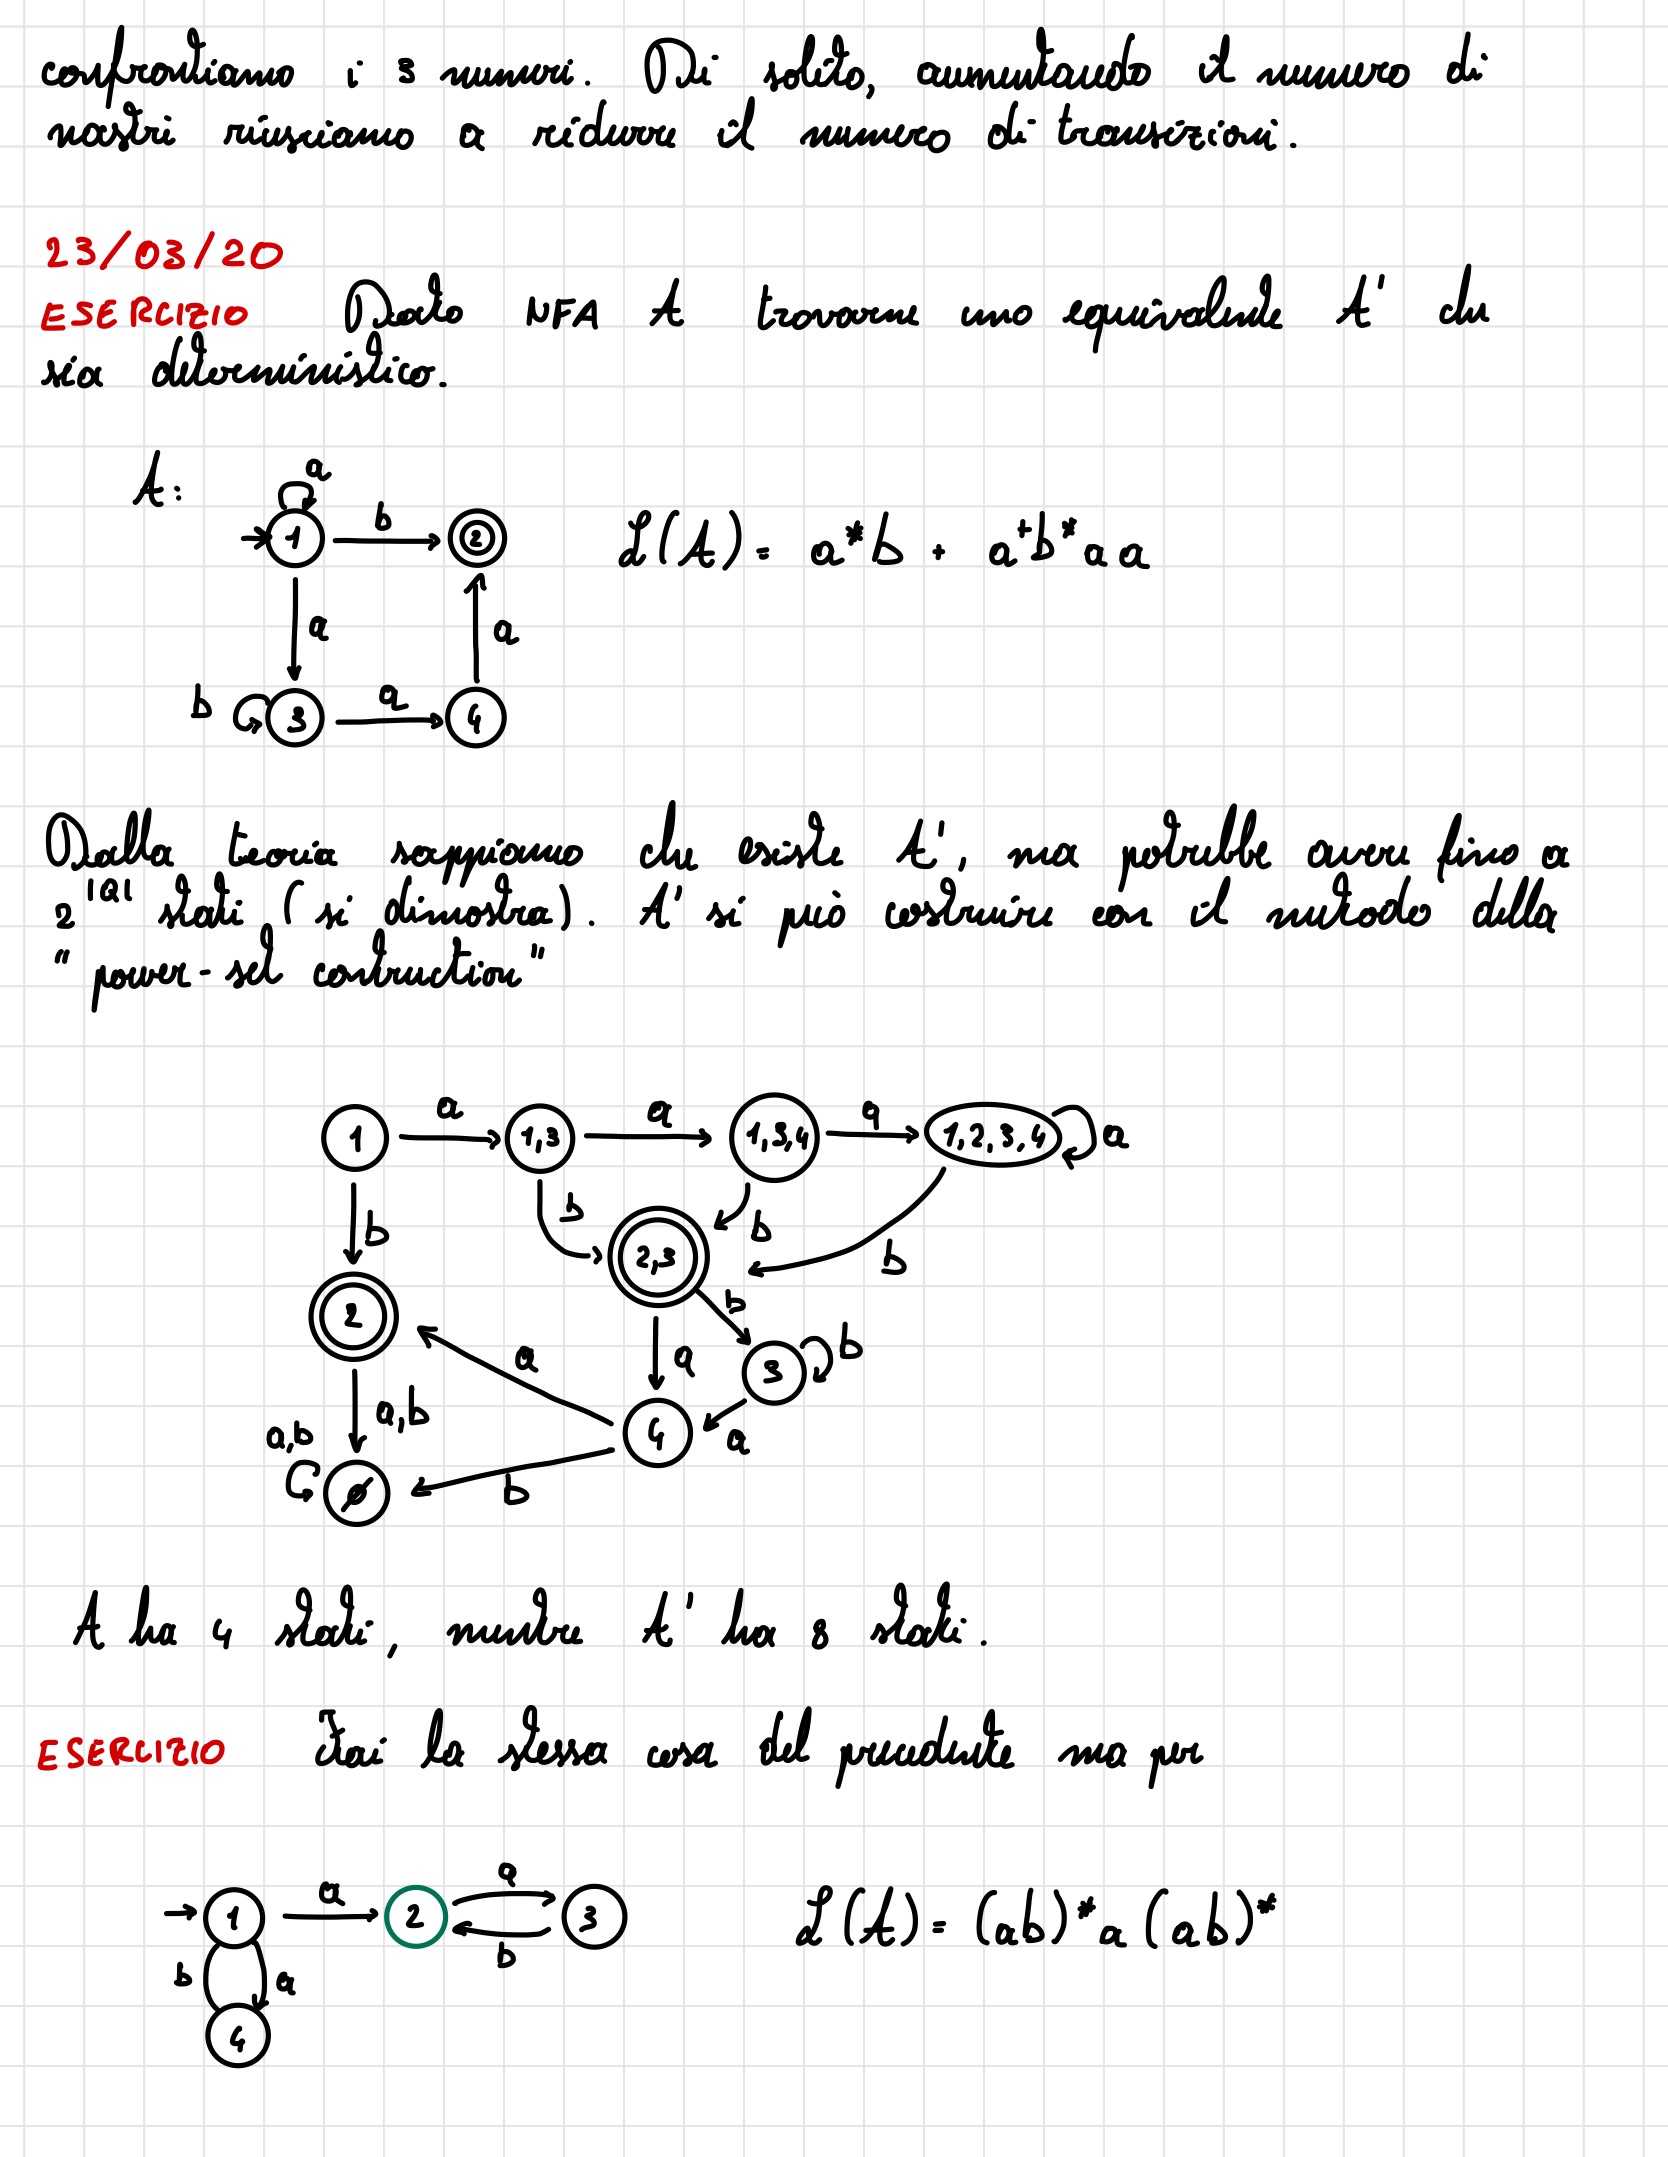 confrontiamo i 3 numeri. Di solito, aumentando il numero di
nastri riusciamo a ridurre il numero di transizioni.
23/03/20
ESERCIZIO Dato NFA A trovarne uno equivalente A' che
sia deterministico.
A:
a
1 b 2
L(A) = a*b + a⁺b*aa
a a
b 3 a 4
Dalla teoria sappiamo che esiste A', ma potrebbe avere fino a
2^|Q| stati (si dimostra). A' si può costruire con il metodo della
"power-set contruction"
1 a 1,3 a 1,3,4 a 1,2,3,4 a
b b b b
2,3
2 b
a a 3 b
a,b 4 a
a,b
∅ b
A ha 4 stati, mentre A' ha 8 stati.
ESERCIZIO Fai la stessa cosa del precedente ma per
1 a 2 a 3
b
L(A) = (ab)*a(ab)*
b a
4